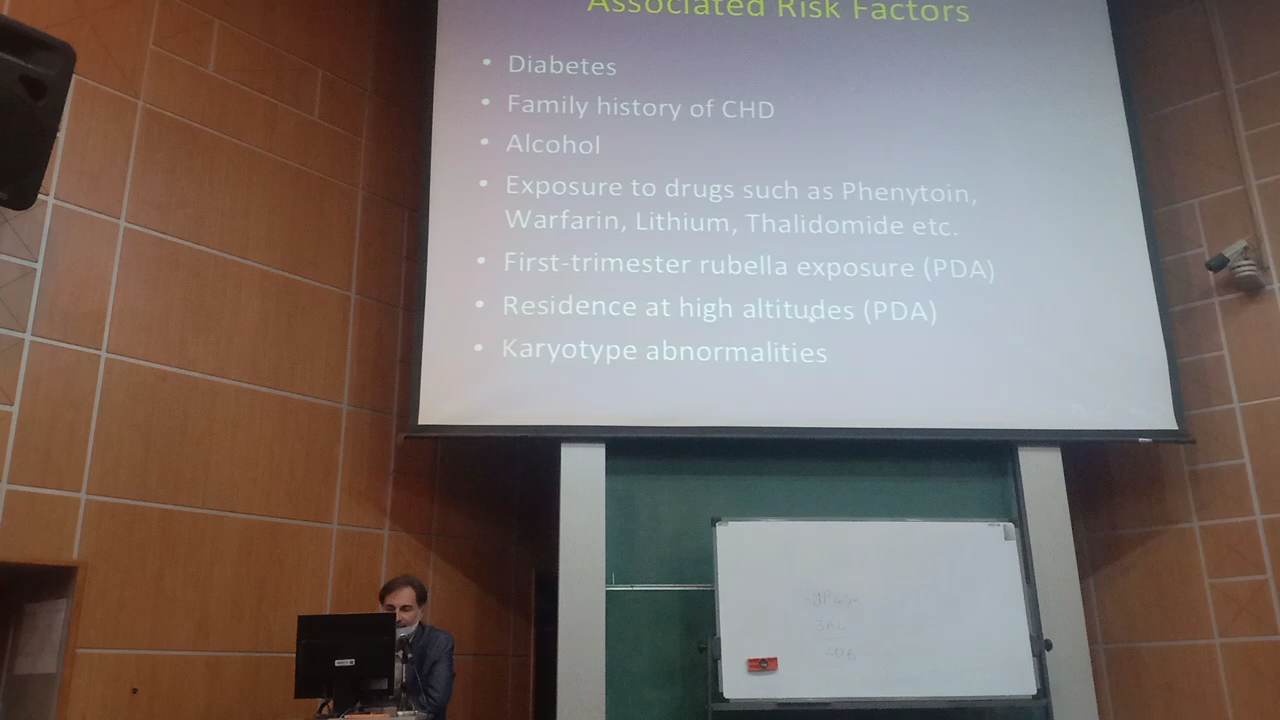 Associated Risk Factors
• Diabetes
• Family history of CHD
• Alcohol
• Exposure to drugs such as Phenytoin,
Warfarin, Lithium, Thalidomide etc.
• First-trimester rubella exposure (PDA)
• Residence at high altitudes (PDA)
• Karyotype abnormalities